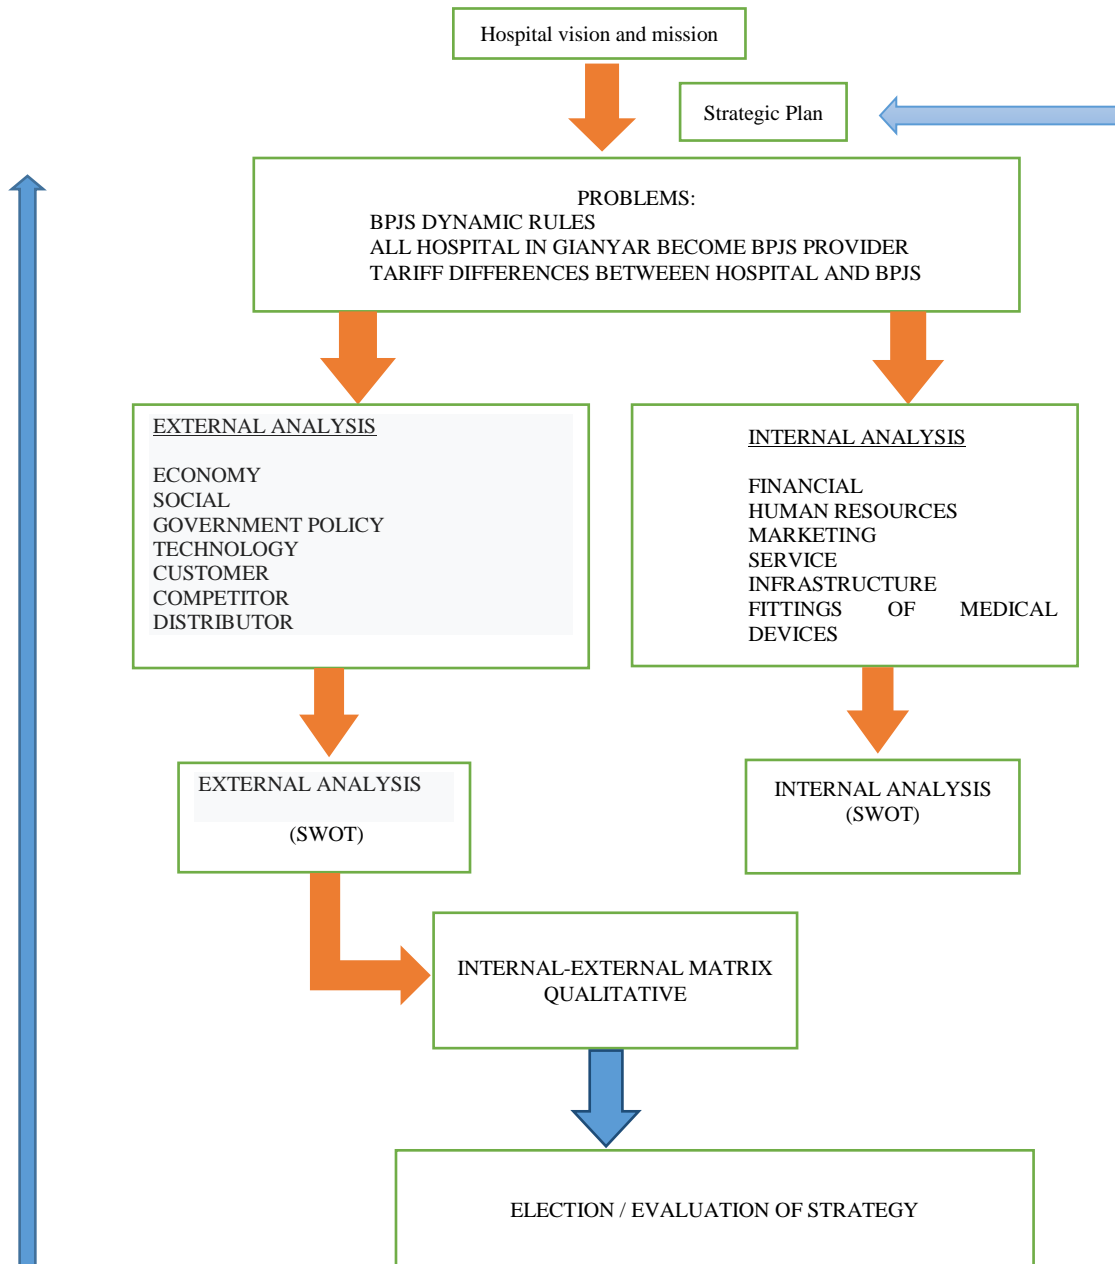 Hospital vision and mission
Strategic Plan
PROBLEMS:
BPJS DYNAMIC RULES
ALL HOSPITAL IN GIANYAR BECOME BPJS PROVIDER
TARIFF DIFFERENCES BETWEEEN HOSPITAL AND BPJS
EXTERNAL ANALYSIS
ECONOMY
SOCIAL
GOVERNMENT POLICY
TECHNOLOGY
CUSTOMER
COMPETITOR
DISTRIBUTOR
INTERNAL ANALYSIS
FINANCIAL
HUMAN RESOURCES
MARKETING
SERVICE
INFRASTRUCTURE
FITTINGS OF MEDICAL
DEVICES
EXTERNAL ANALYSIS
(SWOT)
INTERNAL ANALYSIS
(SWOT)
INTERNAL-EXTERNAL MATRIX
QUALITATIVE
ELECTION / EVALUATION OF STRATEGY